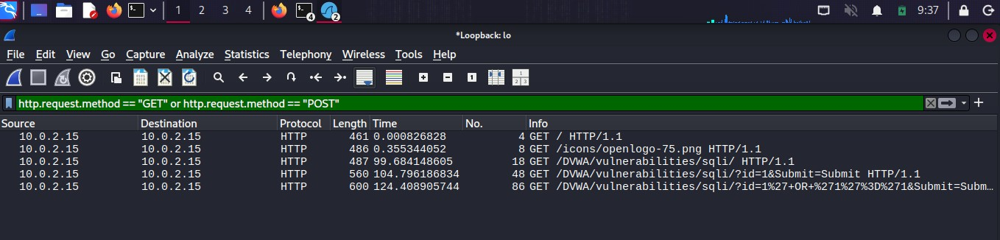 1 2 3 4 4 2 9:37
*Loopback: lo
File Edit View Go Capture Analyze Statistics Telephony Wireless Tools Help
http.request.method == "GET" or http.request.method == "POST"
Source Destination Protocol Length Time No. Info
10.0.2.15 10.0.2.15 HTTP 461 0.000826828 4 GET / HTTP/1.1
10.0.2.15 10.0.2.15 HTTP 486 0.355344052 8 GET /icons/openlogo-75.png HTTP/1.1
10.0.2.15 10.0.2.15 HTTP 487 99.684148605 18 GET /DVWA/vulnerabilities/sqli/ HTTP/1.1
10.0.2.15 10.0.2.15 HTTP 560 104.796186834 48 GET /DVWA/vulnerabilities/sqli/?id=1&Submit=Submit HTTP/1.1
10.0.2.15 10.0.2.15 HTTP 600 124.408905744 86 GET /DVWA/vulnerabilities/sqli/?id=1%27+OR+%271%27%3D%271&Submit=Subm…